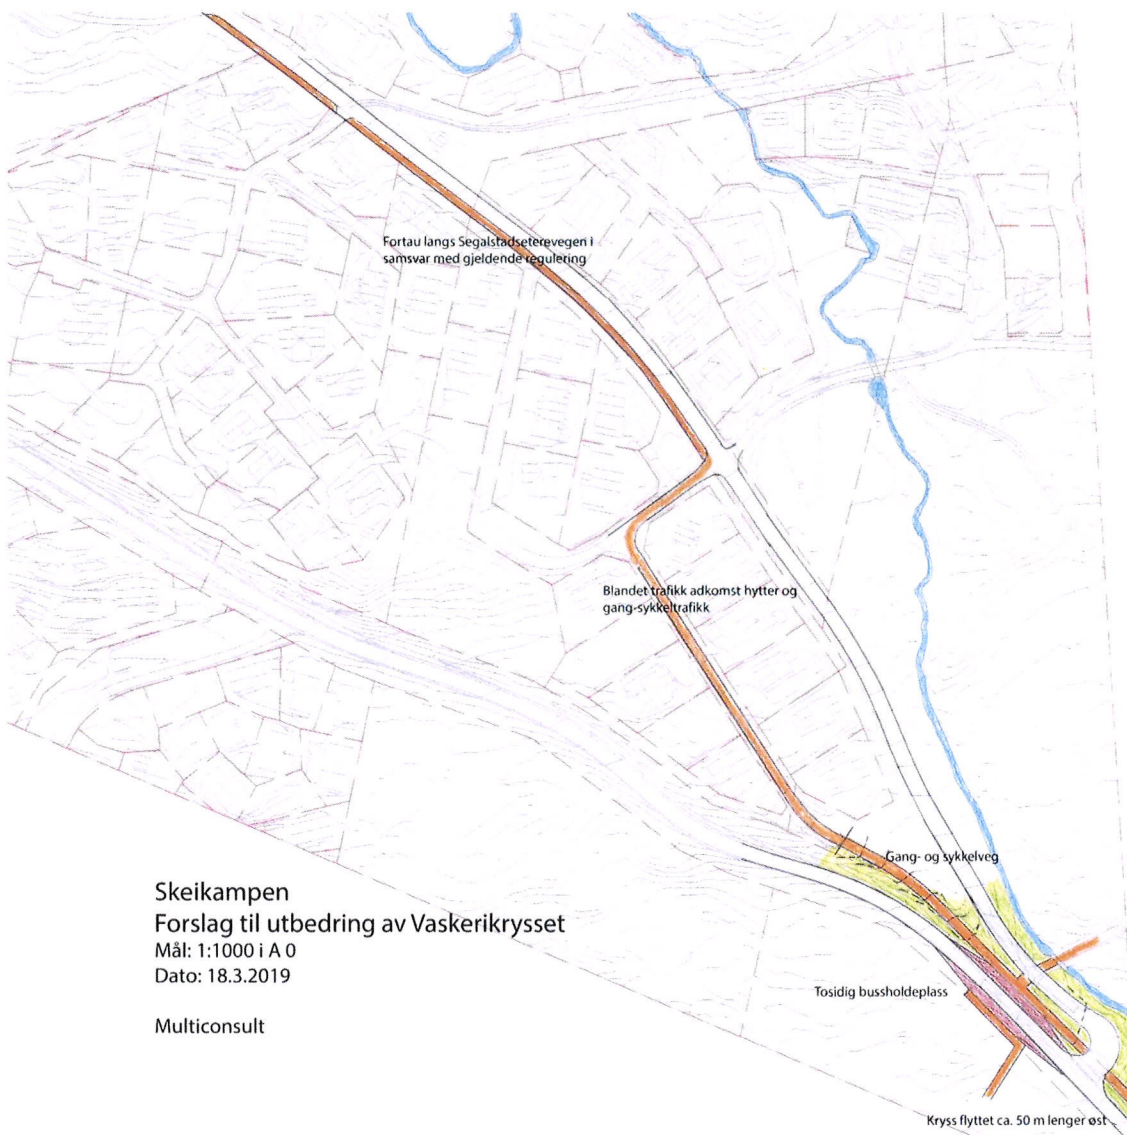 Fortau langs Segalstadseterevegen i
samsvar med gjeldende regulering
Blandet trafikk adkomst hytter og
gang-sykkeltrafikk
Gang- og sykkelveg
Skeikampen
Forslag til utbedring av Vaskerikrysset
Mål: 1:1000 i A 0
Dato: 18.3.2019
Multiconsult
Tosidig bussholdeplass
Kryss flyttet ca. 50 m lenger øst